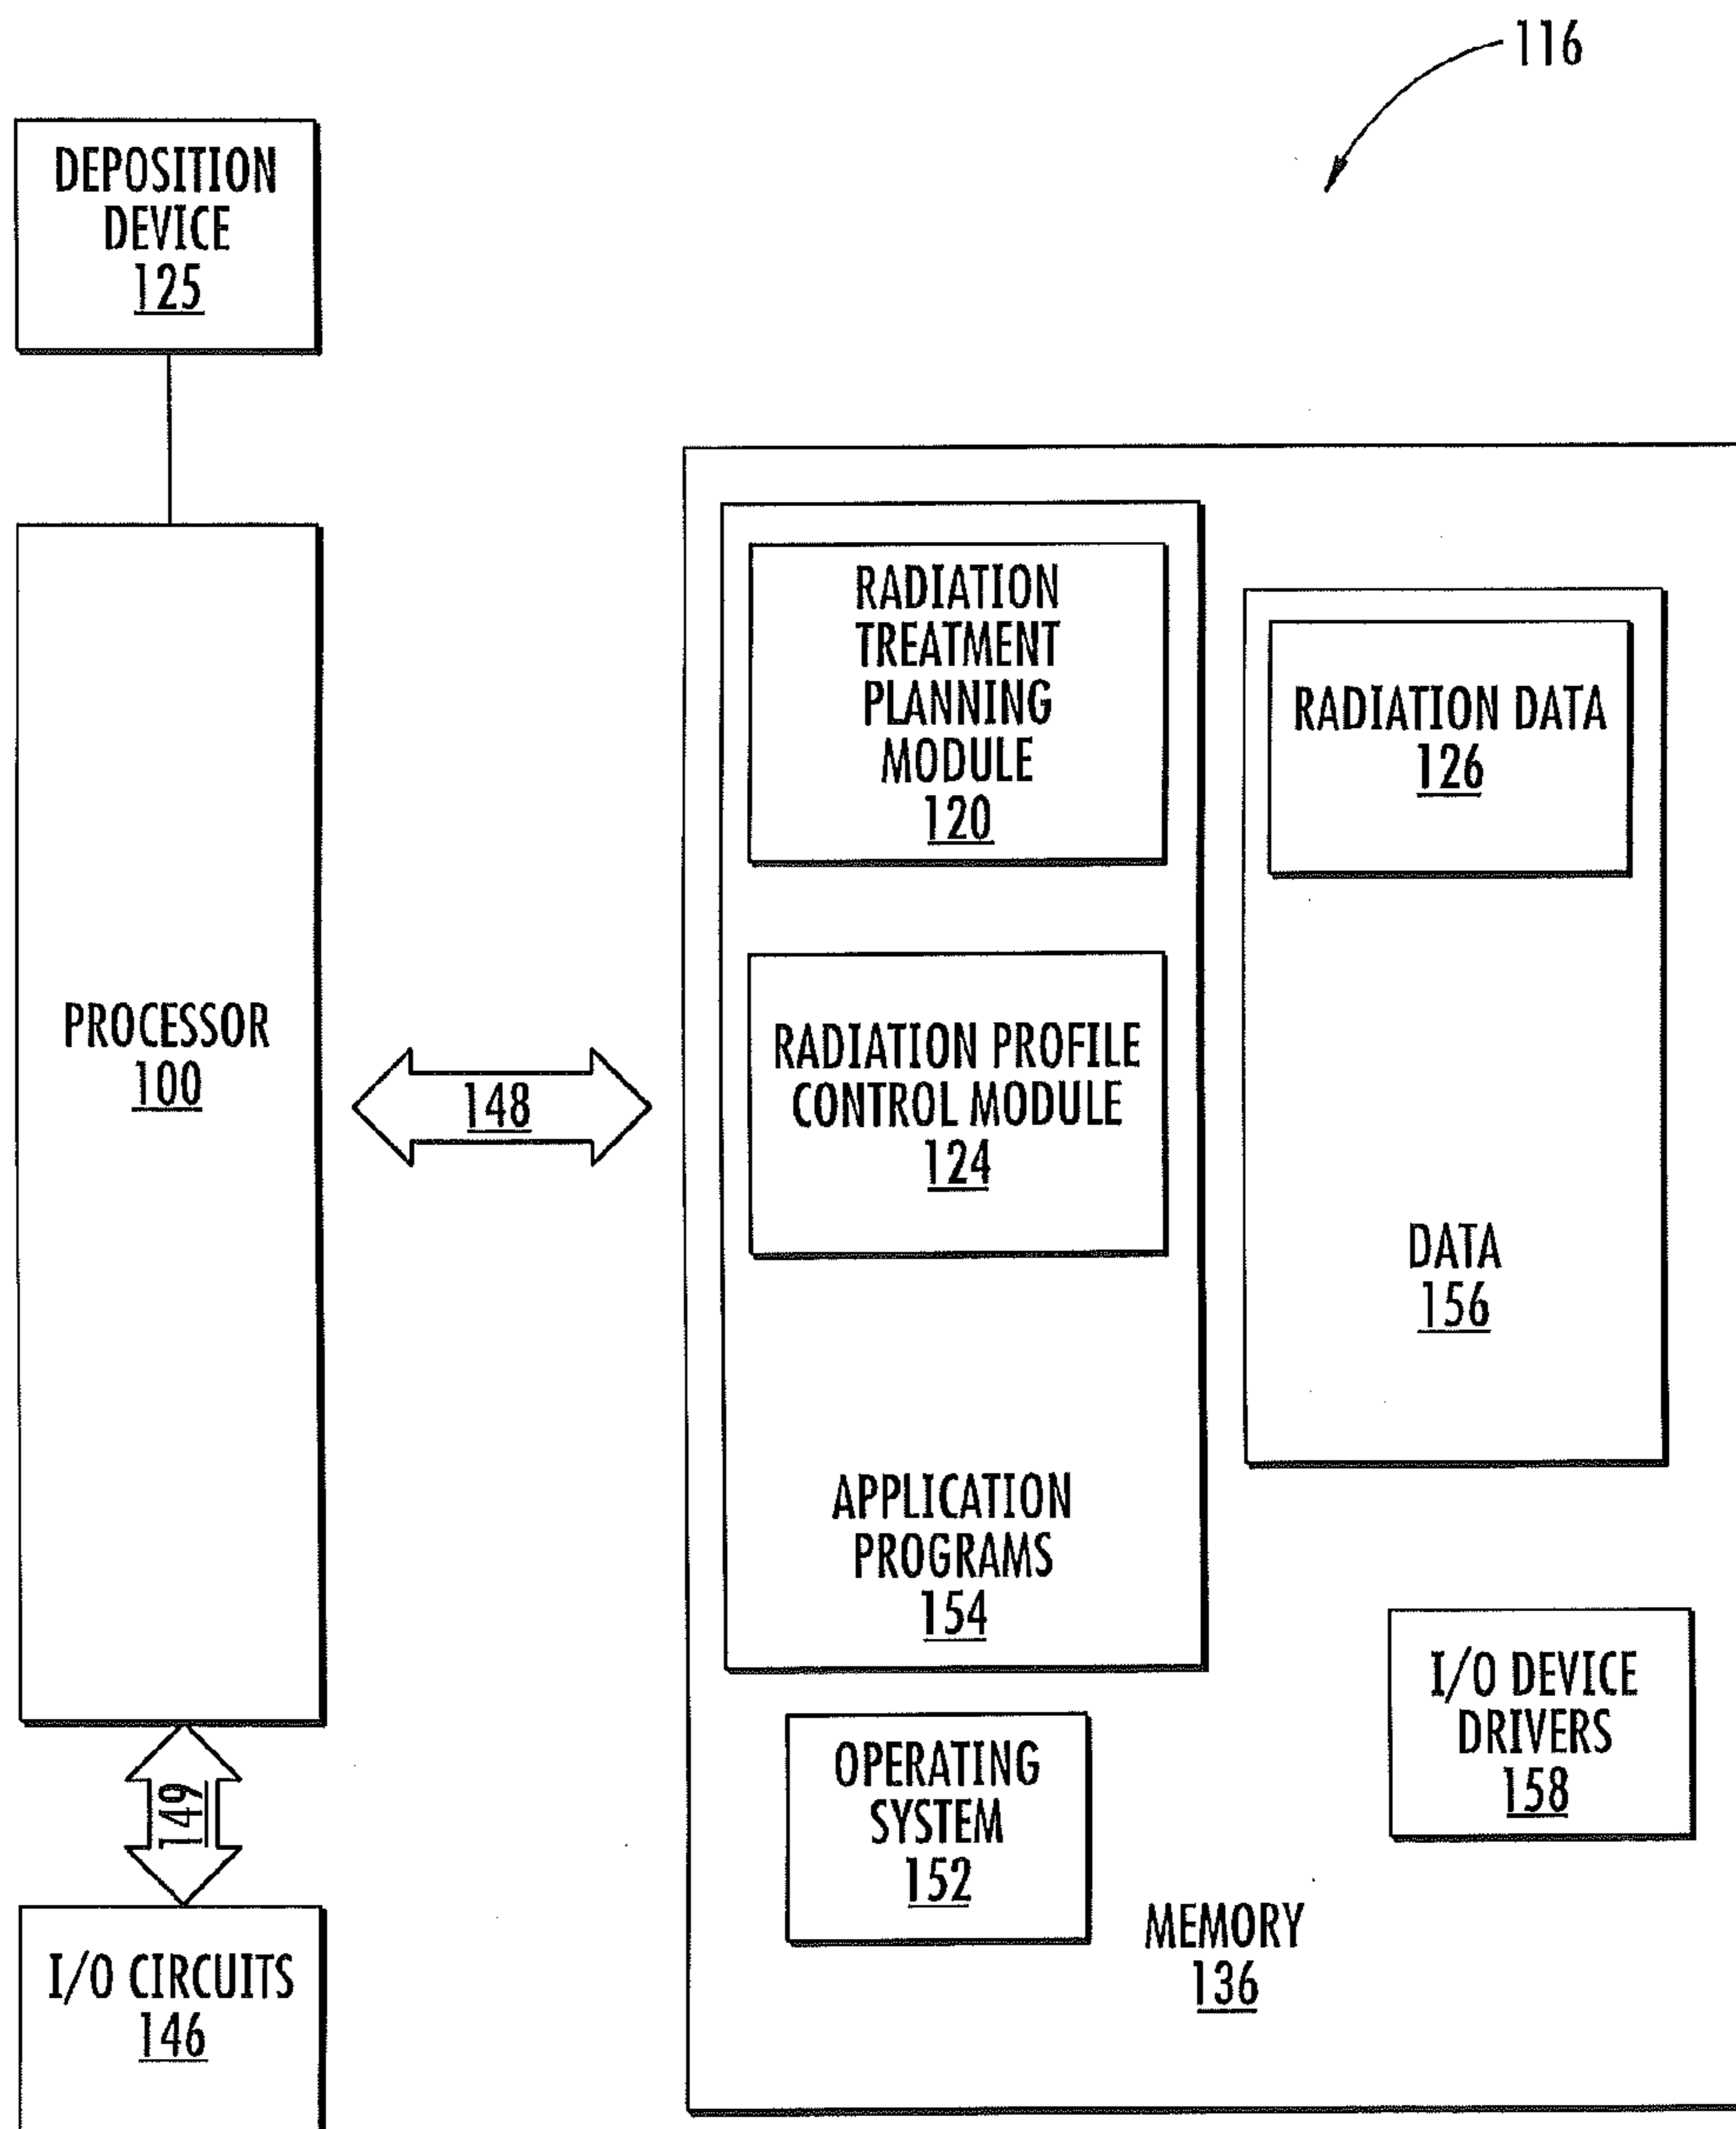 116
DEPOSITION
DEVICE
125
PROCESSOR
100
148
149
I/O CIRCUITS
146
RADIATION
TREATMENT
PLANNING
MODULE
120
RADIATION PROFILE
CONTROL MODULE
124
APPLICATION
PROGRAMS
154
RADIATION DATA
126
DATA
156
I/O DEVICE
DRIVERS
158
OPERATING
SYSTEM
152
MEMORY
136